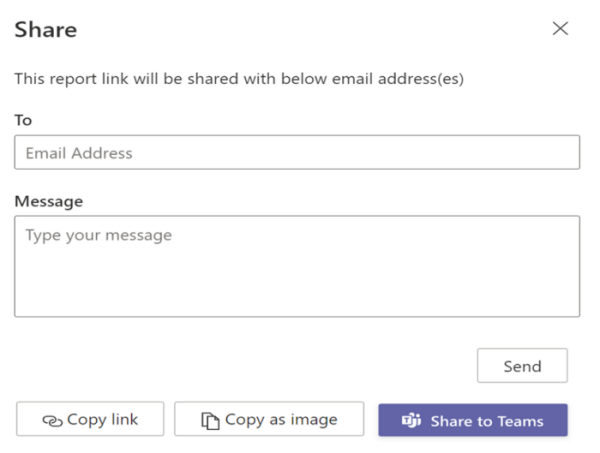 Share
This report link will be shared with below email address(es)
To
Email Address
Message
Type your message
Send
Copy link
Copy as image
Share to Teams